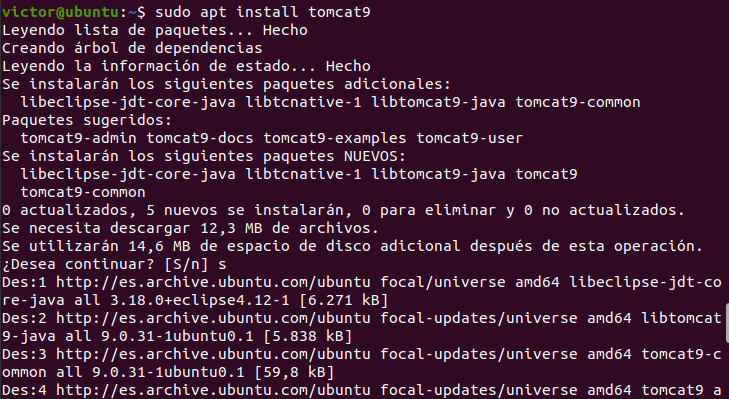 victor@ubuntu:~$ sudo apt install tomcat9
Leyendo lista de paquetes... Hecho
Creando árbol de dependencias
Leyendo la información de estado... Hecho
Se instalarán los siguientes paquetes adicionales:
  libeclipse-jdt-core-java libtcnative-1 libtomcat9-java tomcat9-common
Paquetes sugeridos:
  tomcat9-admin tomcat9-docs tomcat9-examples tomcat9-user
Se instalarán los siguientes paquetes NUEVOS:
  libeclipse-jdt-core-java libtcnative-1 libtomcat9-java tomcat9
  tomcat9-common
0 actualizados, 5 nuevos se instalarán, 0 para eliminar y 0 no actualizados.
Se necesita descargar 12,3 MB de archivos.
Se utilizarán 14,6 MB de espacio de disco adicional después de esta operación.
¿Desea continuar? [S/n] s
Des:1 http://es.archive.ubuntu.com/ubuntu focal/universe amd64 libeclipse-jdt-co
re-java all 3.18.0+eclipse4.12-1 [6.271 kB]
Des:2 http://es.archive.ubuntu.com/ubuntu focal-updates/universe amd64 libtomcat
9-java all 9.0.31-1ubuntu0.1 [5.838 kB]
Des:3 http://es.archive.ubuntu.com/ubuntu focal-updates/universe amd64 tomcat9-c
ommon all 9.0.31-1ubuntu0.1 [59,8 kB]
Des:4 http://es.archive.ubuntu.com/ubuntu focal-updates/universe amd64 tomcat9 a